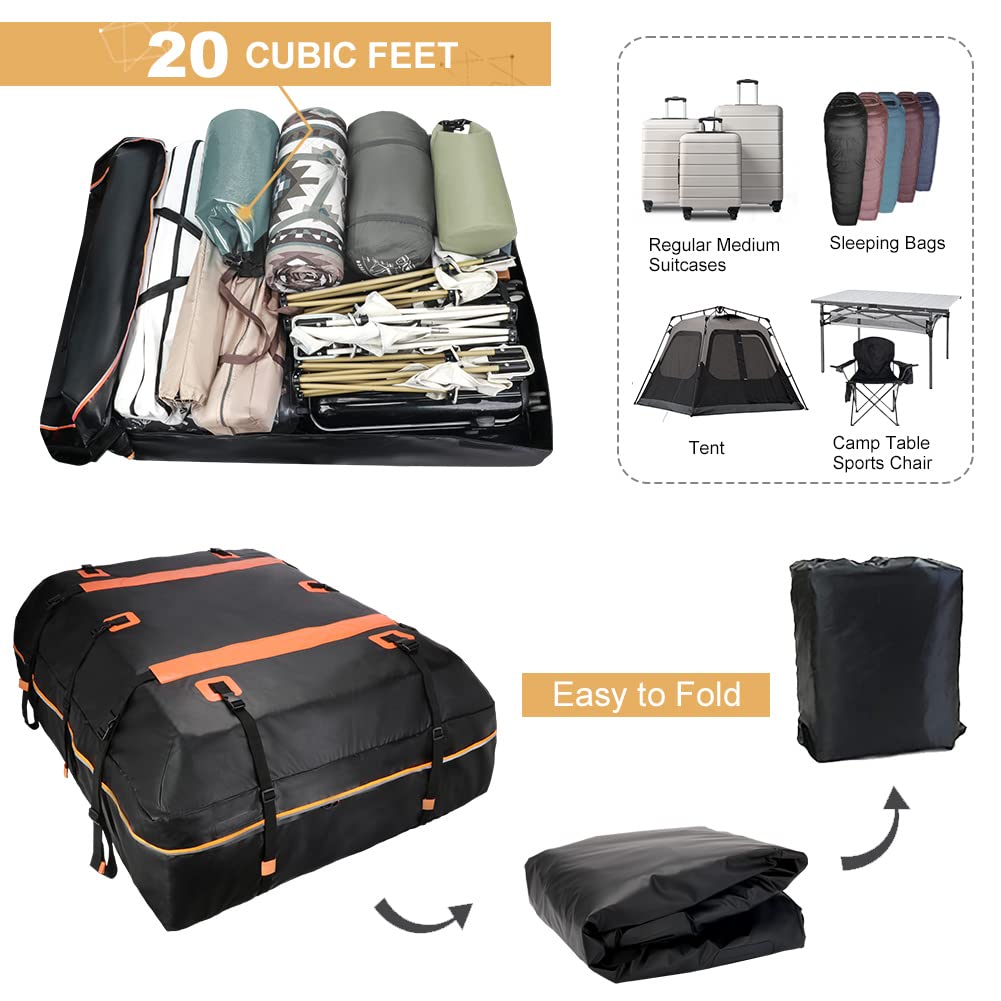 20 CUBIC FEET
Regular Medium
Suitcases
Sleeping Bags
Tent
Camp Table
Sports Chair
Easy to Fold